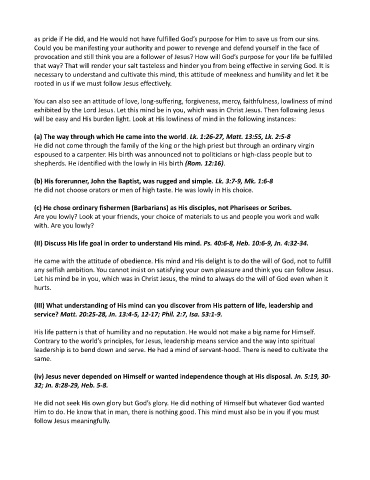 as pride if He did, and He would not have fulfilled God's purpose for Him to save us from our sins.
Could you be manifesting your authority and power to revenge and defend yourself in the face of
provocation and still think you are a follower of Jesus? How will God's purpose for your life be fulfilled
that way? That will render your salt tasteless and hinder you from being effective in serving God. It is
necessary to understand and cultivate this mind, this attitude of meekness and humility and let it be
rooted in us if we must follow Jesus effectively.
You can also see an attitude of love, long-suffering, forgiveness, mercy, faithfulness, lowliness of mind
exhibited by the Lord Jesus. Let this mind be in you, which was in Christ Jesus. Then following Jesus
will be easy and His burden light. Look at His lowliness of mind in the following instances:
(a) The way through which He came into the world. Lk. 1:26-27, Matt. 13:55, Lk. 2:5-8
He did not come through the family of the king or the high priest but through an ordinary virgin
espoused to a carpenter. His birth was announced not to politicians or high-class people but to
shepherds. He identified with the lowly in His birth (Rom. 12:16).
(b) His forerunner, John the Baptist, was rugged and simple. Lk. 3:7-9, Mk. 1:6-8
He did not choose orators or men of high taste. He was lowly in His choice.
(c) He chose ordinary fishermen (Barbarians) as His disciples, not Pharisees or Scribes.
Are you lowly? Look at your friends, your choice of materials to us and people you work and walk
with. Are you lowly?
(II) Discuss His life goal in order to understand His mind. Ps. 40:6-8, Heb. 10:6-9, Jn. 4:32-34.
He came with the attitude of obedience. His mind and His delight is to do the will of God, not to fulfill
any selfish ambition. You cannot insist on satisfying your own pleasure and think you can follow Jesus.
Let his mind be in you, which was in Christ Jesus, the mind to always do the will of God even when it
hurts.
(III) What understanding of His mind can you discover from His pattern of life, leadership and
service? Matt. 20:25-28, Jn. 13:4-5, 12-17; Phil. 2:7, Isa. 53:1-9.
His life pattern is that of humility and no reputation. He would not make a big name for Himself.
Contrary to the world's principles, for Jesus, leadership means service and the way into spiritual
leadership is to bend down and serve. He had a mind of servant-hood. There is need to cultivate the
same.
(iv) Jesus never depended on Himself or wanted independence though at His disposal. Jn. 5:19, 30-
32; Jn. 8:28-29, Heb. 5-8.
He did not seek His own glory but God's glory. He did nothing of Himself but whatever God wanted
Him to do. He know that in man, there is nothing good. This mind must also be in you if you must
follow Jesus meaningfully.